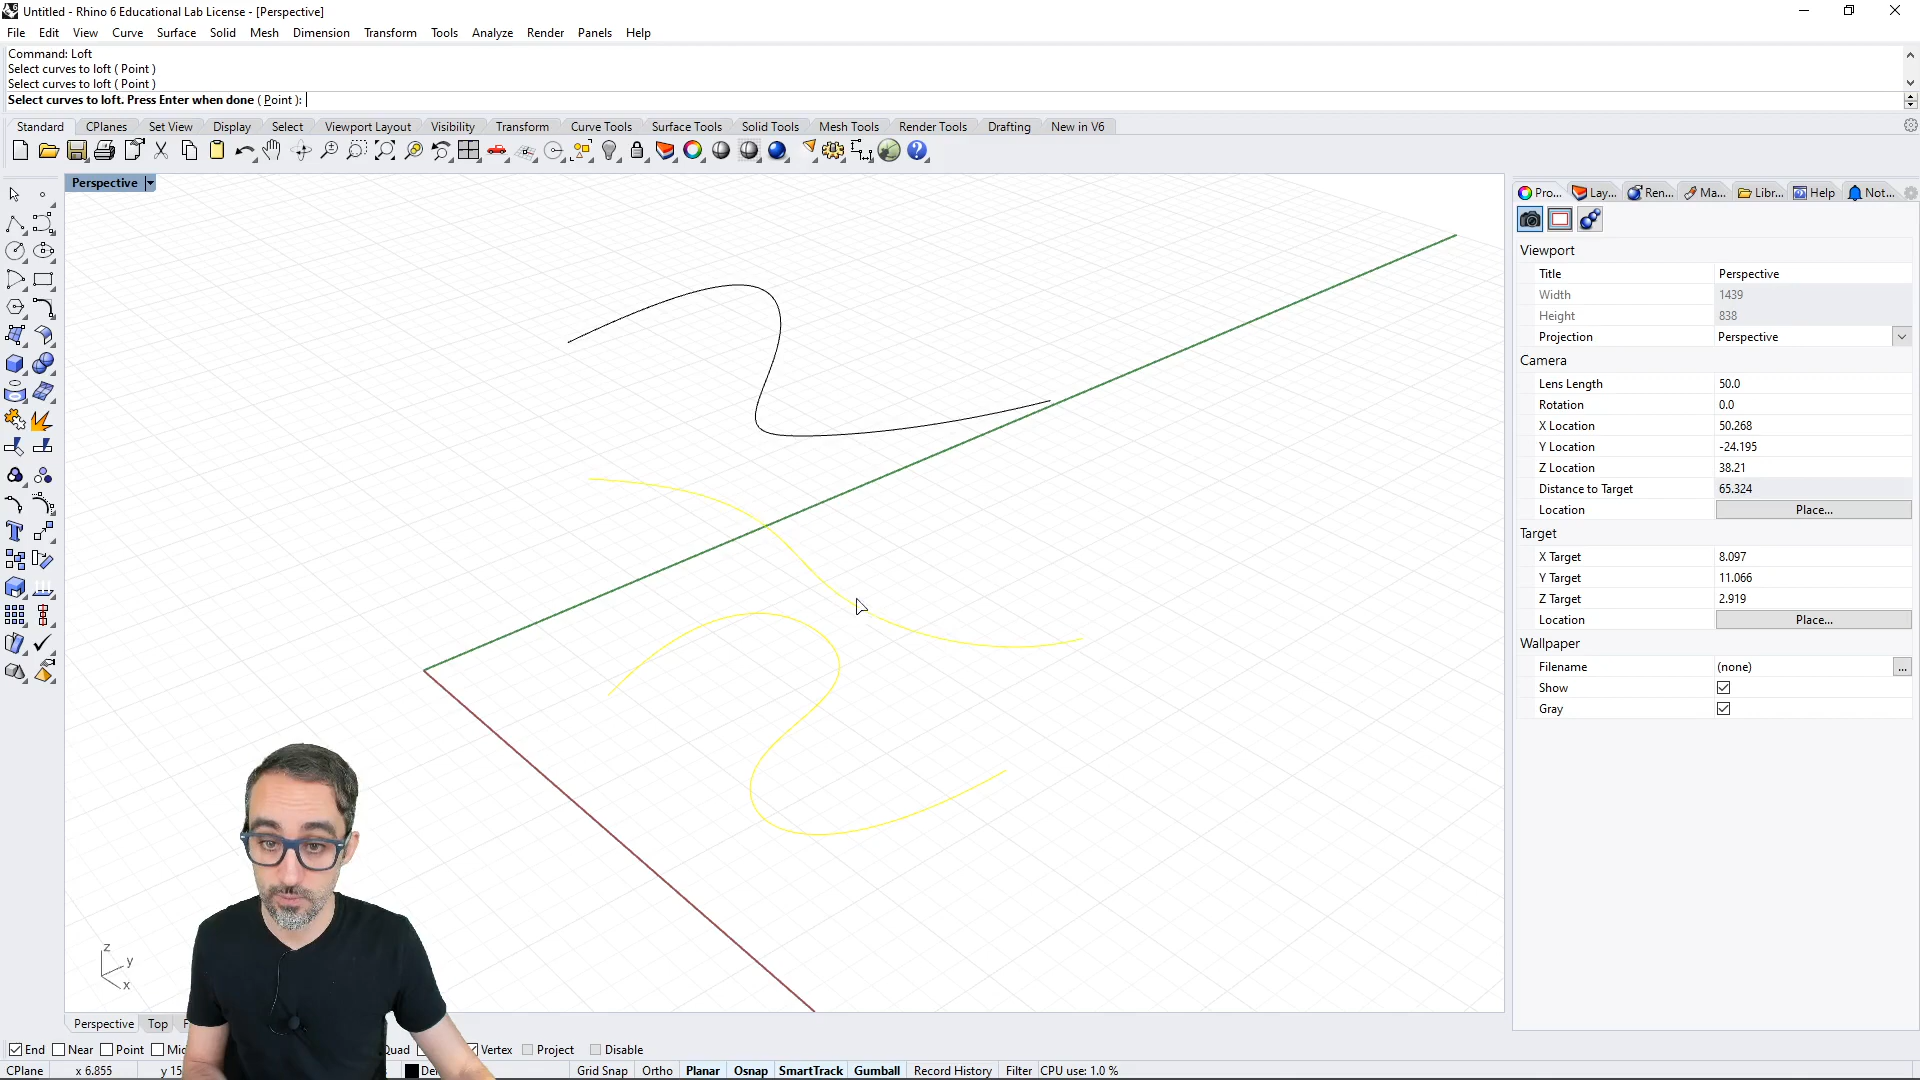 Untitled - Rhino 6 Educational Lab License - [Perspective]
File Edit View Curve Surface Solid Mesh Dimension Transform Tools Analyze Render Panels Help
Command: Loft
Select curves to loft ( Point )
Select curves to loft ( Point )
Select curves to loft. Press Enter when done ( Point ):
Standard CPlanes Set View Display Select Viewport Layout Visibility Transform Curve Tools Surface Tools Solid Tools Mesh Tools Render Tools Drafting New in V6
Perspective
Pro... Lay... Ren... Ma... Libr... Help Not...
Viewport
Title Perspective
Width 1439
Height 838
Projection Perspective
Camera
Lens Length 50.0
Rotation 0.0
X Location 50.268
Y Location -24.195
Z Location 38.21
Distance to Target 65.324
Location Place...
Target
X Target 8.097
Y Target 11.066
Z Target 2.919
Location Place...
Wallpaper
Filename (none) ...
Show
Gray
z
y
x
Perspective Top
End Near Point Vertex Project Disable
CPlane x 6.855 y 15 Grid Snap Ortho Planar Osnap SmartTrack Gumball Record History Filter CPU use: 1.0 %